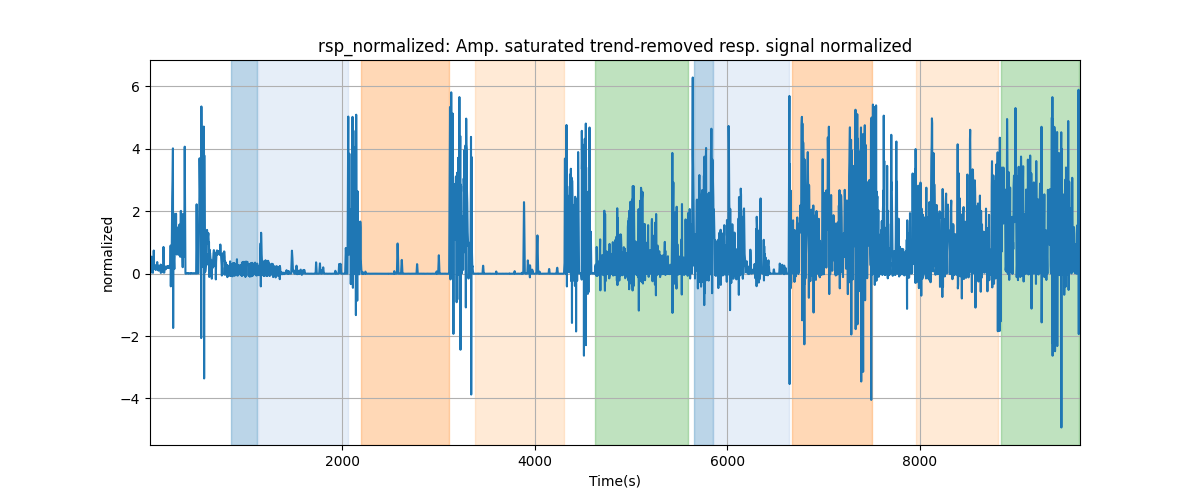 rsp_normalized: Amp. saturated trend-removed resp. signal normalized
6
4
2
0
−2
−4
normalized
2000 4000 6000 8000
Time(s)